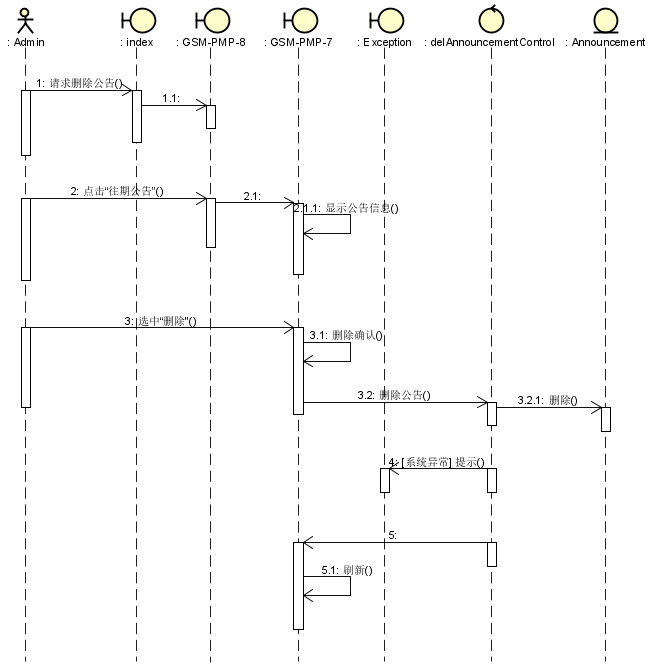 : Admin
: index
: GSM-PMP-8
: GSM-PMP-7
: Exception
: delAnnouncementControl
: Announcement
1: 请求删除公告()
1.1:
2: 点击“往期公告”()
2.1:
2.1.1: 显示公告信息()
3: 选中“删除”()
3.1: 删除确认()
3.2: 删除公告()
3.2.1: 删除()
4: [系统异常] 提示()
5:
5.1: 刷新()